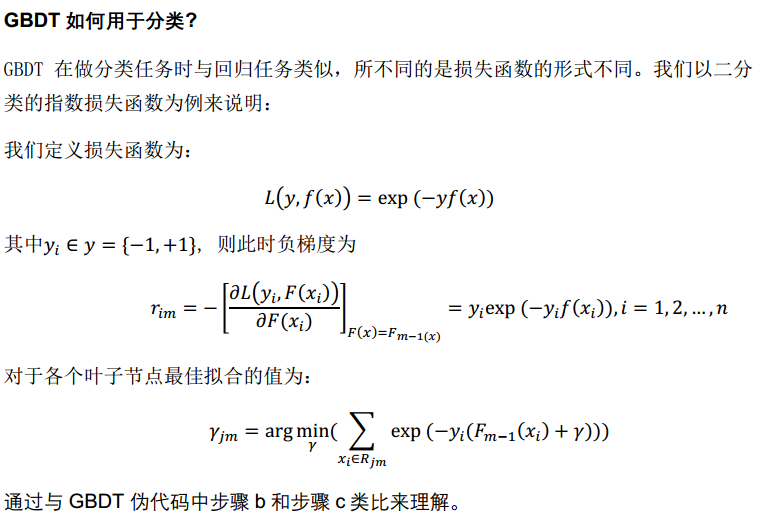 GBDT 如何用于分类?
GBDT 在做分类任务时与回归任务类似，所不同的是损失函数的形式不同。我们以二分
类的指数损失函数为例来说明：
我们定义损失函数为：
L(y, f(x)) = exp (−yf(x))
其中y_i ∈ y = {−1, +1}，则此时负梯度为
r_{im} = − [∂L(y_i, F(x_i)) / ∂F(x_i)]_{F(x)=F_{m−1(x)}} = y_i exp (−y_i f(x_i)), i = 1,2, … , n
对于各个叶子节点最佳拟合的值为：
γ_{jm} = arg min_γ ( ∑_{x_i∈R_{jm}} exp (−y_i(F_{m−1}(x_i) + γ)))
通过与 GBDT 伪代码中步骤 b 和步骤 c 类比来理解。